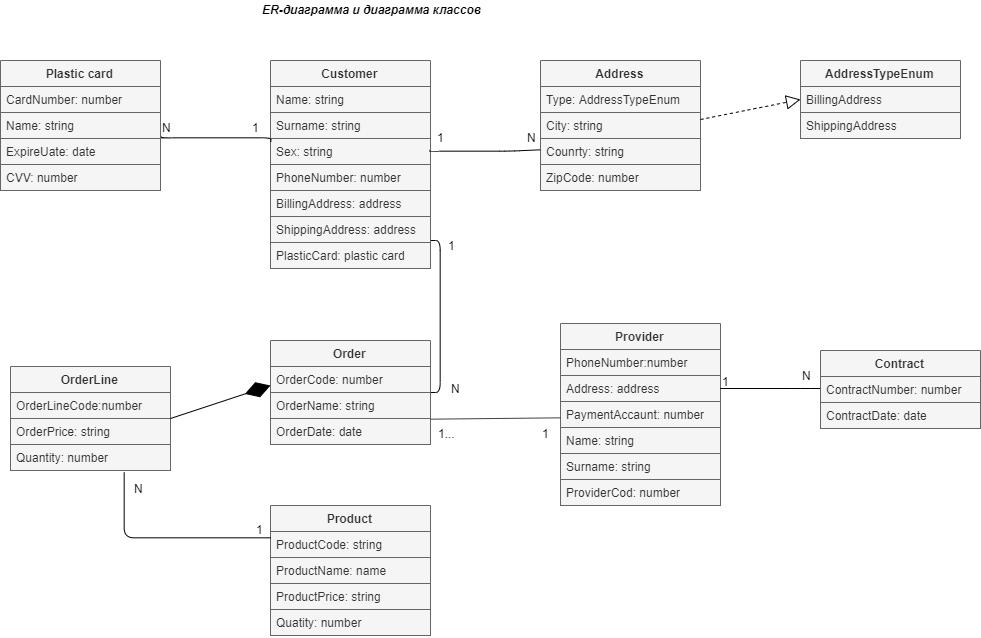 ER-диаграмма и диаграмма классов
Plastic card
CardNumber: number
Name: string
ExpireUate: date
CVV: number
N
1
Customer
Name: string
Surname: string
Sex: string
PhoneNumber: number
BillingAddress: address
ShippingAddress: address
PlasticCard: plastic card
1
N
Address
Type: AddressTypeEnum
City: string
Counrty: string
ZipCode: number
AddressTypeEnum
BillingAddress
ShippingAddress
1
N
OrderLine
OrderLineCode:number
OrderPrice: string
Quantity: number
Order
OrderCode: number
OrderName: string
OrderDate: date
1...
1
Provider
PhoneNumber:number
Address: address
PaymentAccaunt: number
Name: string
Surname: string
ProviderCod: number
1
N
Contract
ContractNumber: number
ContractDate: date
N
1
Product
ProductCode: string
ProductName: name
ProductPrice: string
Quatity: number